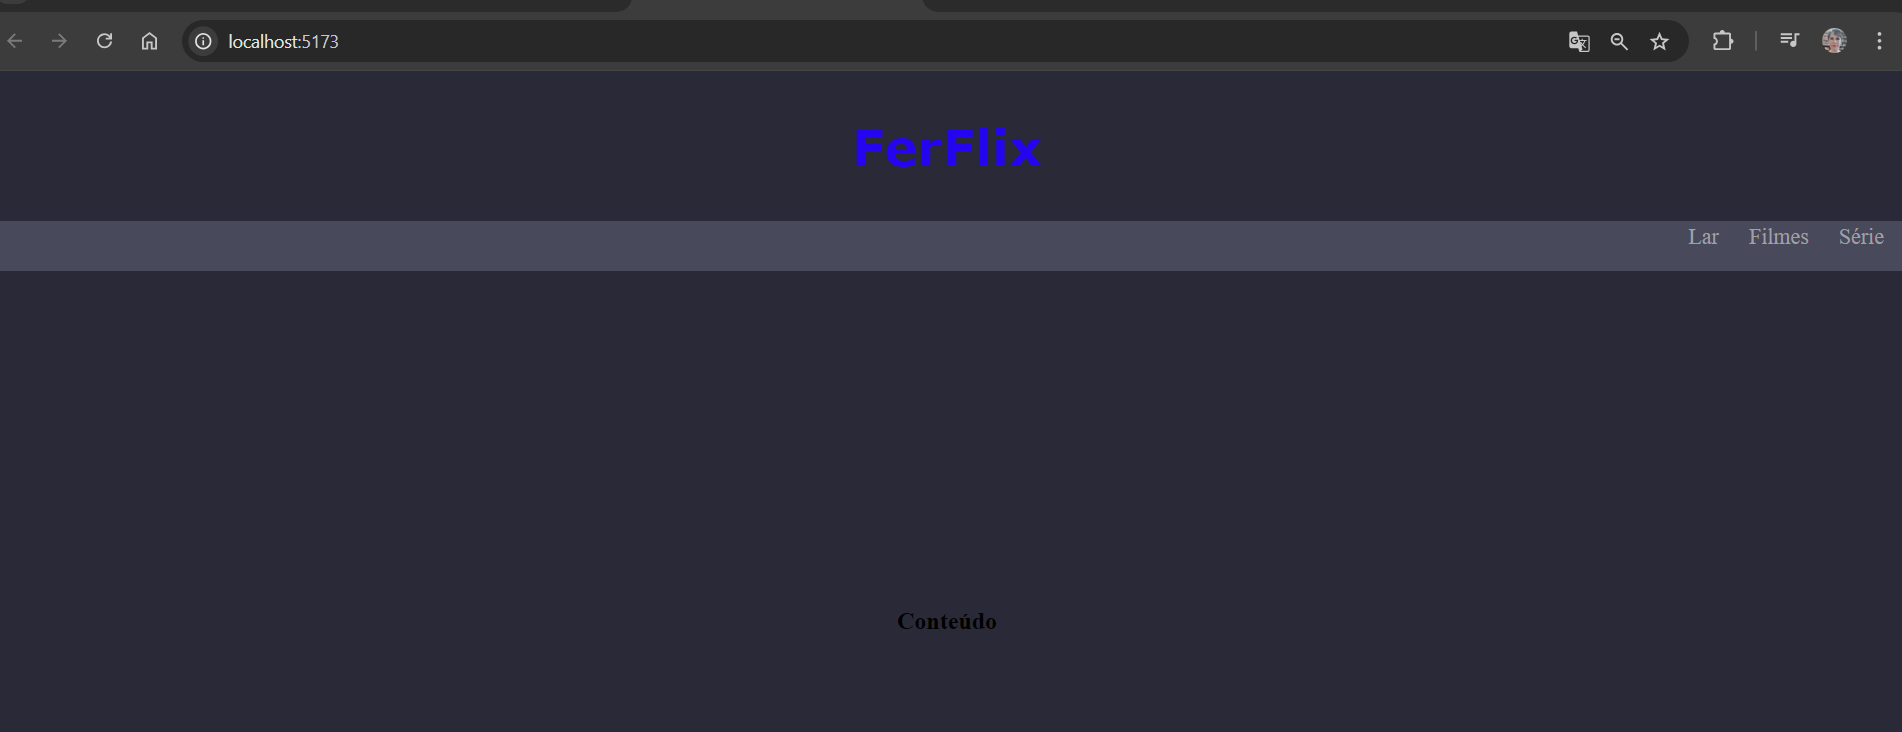 localhost:5173
FerFlix
Lar Filmes Série
Conteúdo